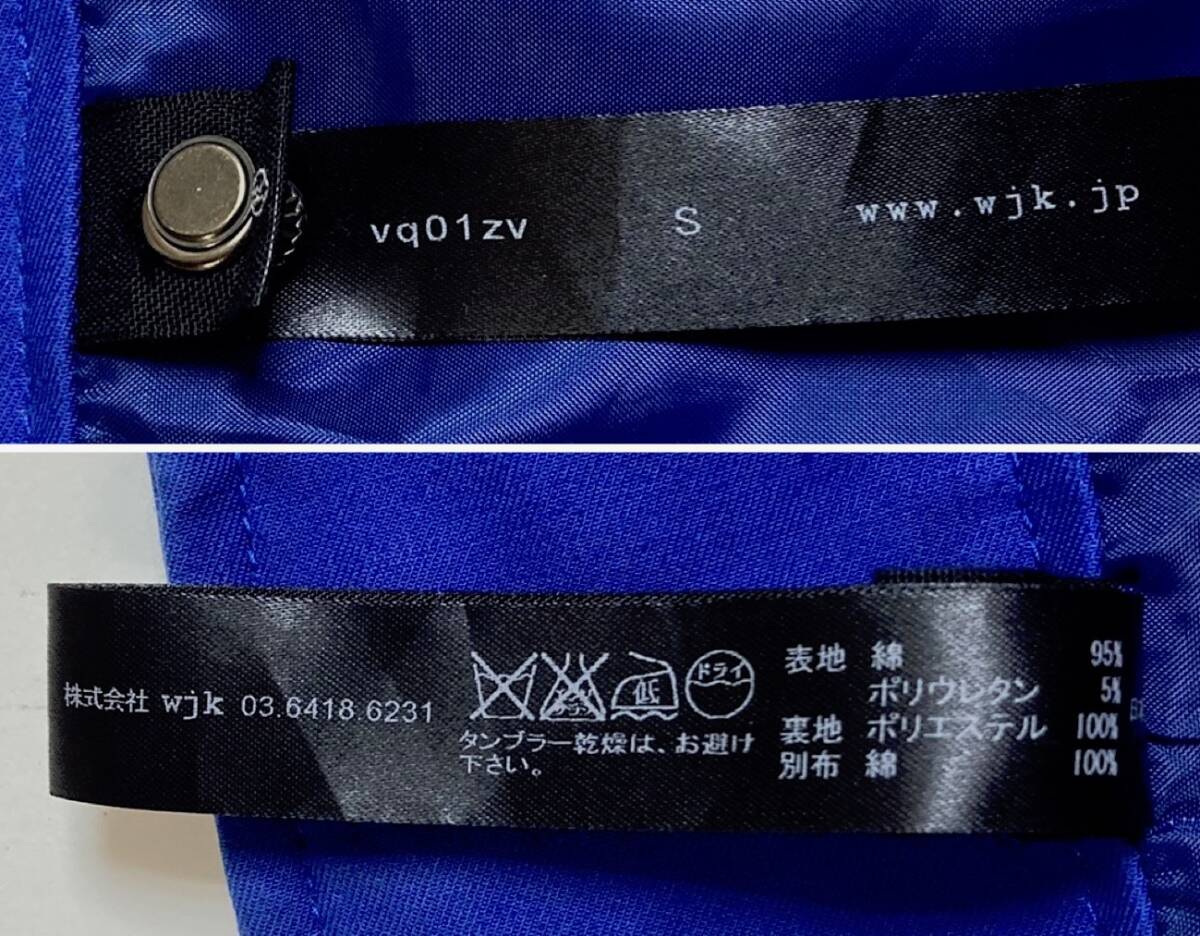 vq01zv S www.wjk.jp
株式会社 wjk 03.6418.6231
低
ドライ
タンブラー乾燥は、お避け
下さい。
表地 綿 95%
ポリウレタン 5%
裏地 ポリエステル 100%
別布 綿 100%